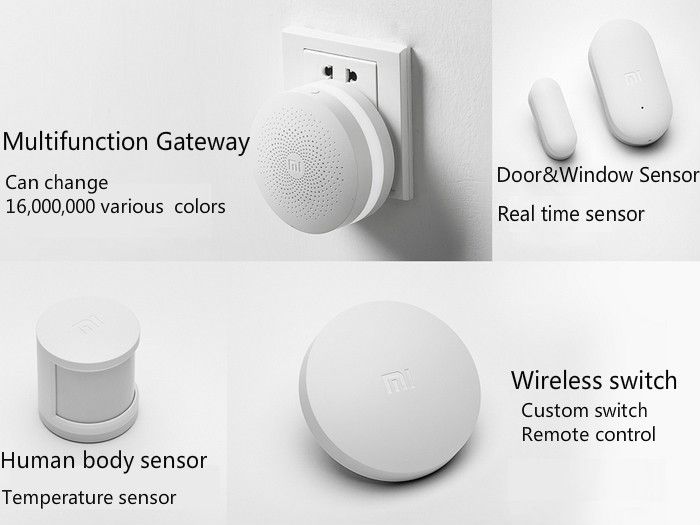 Multifunction Gateway
Can change
16,000,000 various colors
Door&Window Sensor
Real time sensor
Human body sensor
Temperature sensor
Wireless switch
Custom switch
Remote control
mi
mi
mi
mi